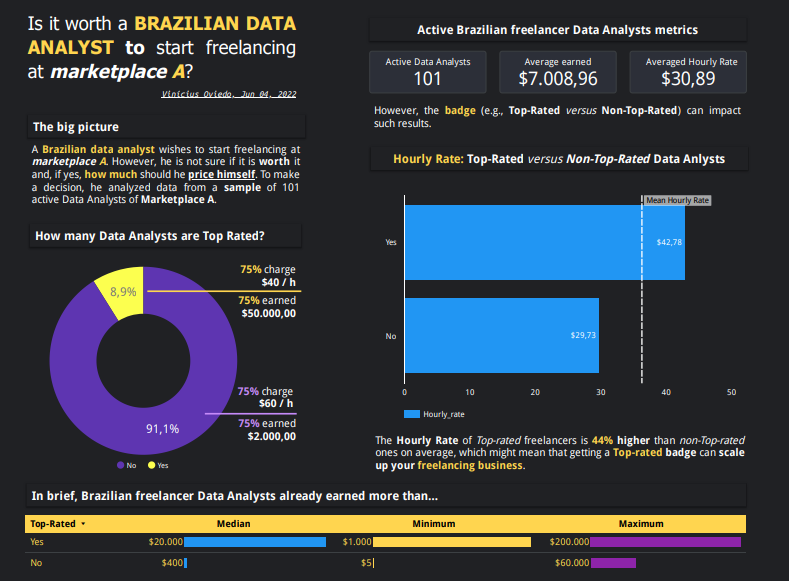 Is it worth a BRAZILIAN DATA
ANALYST to start freelancing
at marketplace A?
Vinícius Oviedo, Jun 04, 2022
The big picture
A Brazilian data analyst wishes to start freelancing at
marketplace A. However, he is not sure if it is worth it
and, if yes, how much should he price himself. To make
a decision, he analyzed data from a sample of 101
active Data Analysts of Marketplace A.
How many Data Analysts are Top Rated?
8,9%
75% charge
$40 / h
75% earned
$50.000,00
75% charge
$60 / h
75% earned
$2.000,00
91,1%
No
Yes
Active Brazilian freelancer Data Analysts metrics
Active Data Analysts
101
Average earned
$7.008,96
Averaged Hourly Rate
$30,89
However, the badge (e.g., Top-Rated versus Non-Top-Rated) can impact
such results.
Hourly Rate: Top-Rated versus Non-Top-Rated Data Anlysts
Mean Hourly Rate
Yes
$42,78
No
$29,73
0 10 20 30 40 50
Hourly_rate
The Hourly Rate of Top-rated freelancers is 44% higher than non-Top-rated
ones on average, which might mean that getting a Top-rated badge can scale
up your freelancing business.
In brief, Brazilian freelancer Data Analysts already earned more than...
Top-Rated Median Minimum Maximum
Yes $20.000 $1.000 $200.000
No $400 $5 $60.000